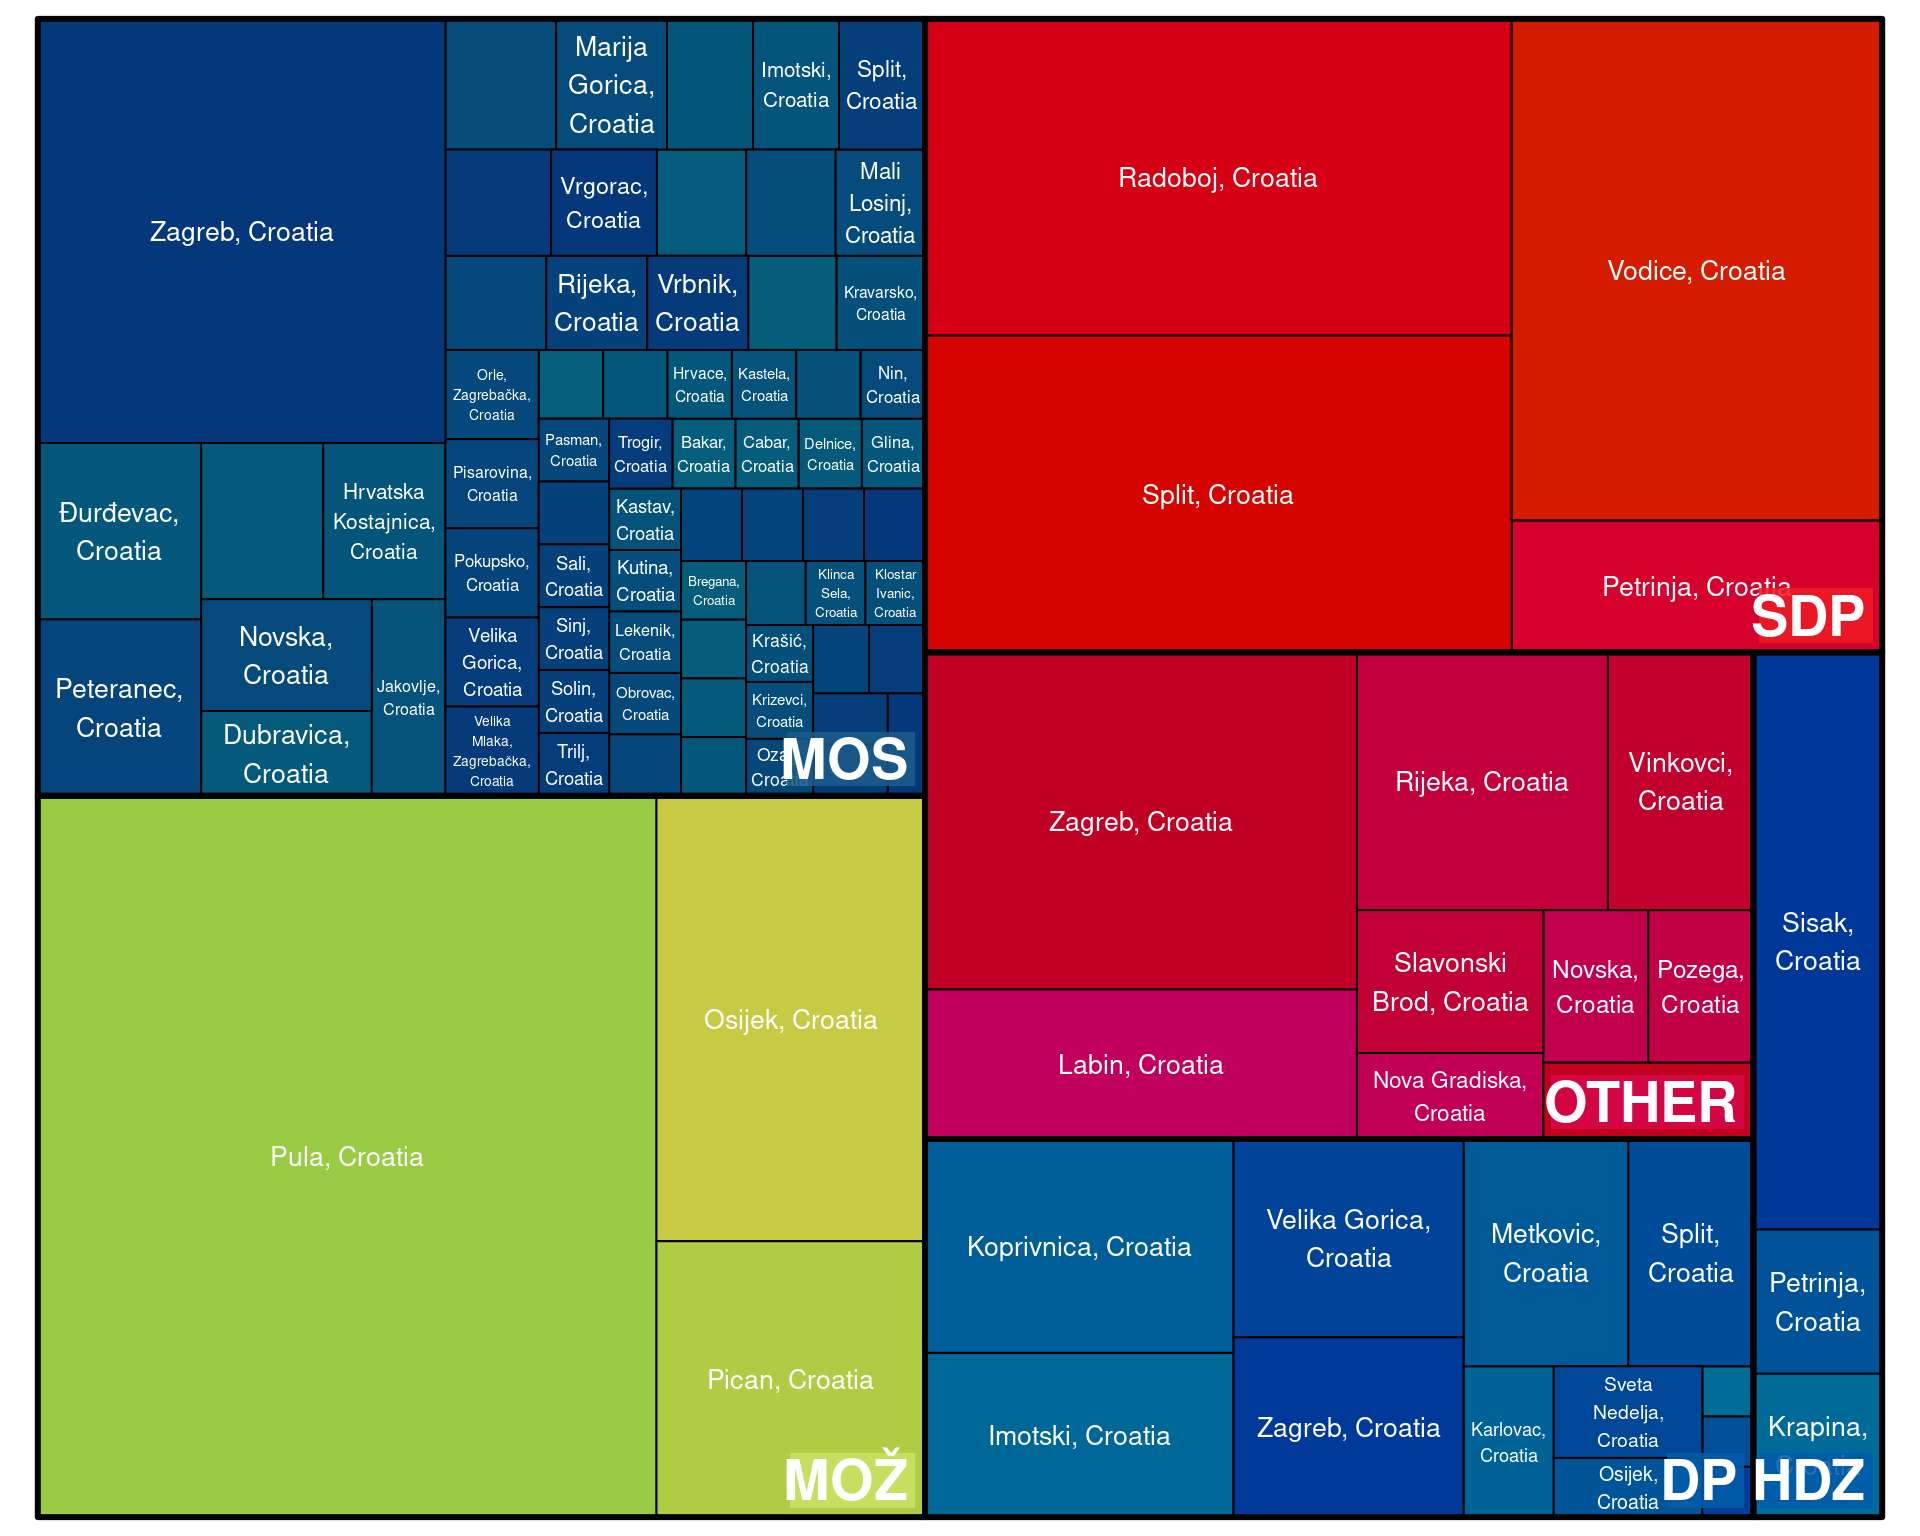 Zagreb, Croatia
Marija
Gorica,
Croatia
Imotski,
Croatia
Split,
Croatia
Vrgorac,
Croatia
Mali
Losinj,
Croatia
Rijeka,
Croatia
Vrbnik,
Croatia
Kravarsko,
Croatia
Orle,
Zagrebačka,
Croatia
Hrvace,
Croatia
Kastela,
Croatia
Nin,
Croatia
Pasman,
Croatia
Trogir,
Croatia
Bakar,
Croatia
Cabar,
Croatia
Delnice,
Croatia
Glina,
Croatia
Pisarovina,
Croatia
Kastav,
Croatia
Pokupsko,
Croatia
Sali,
Croatia
Kutina,
Croatia
Bregana,
Croatia
Klinca
Sela,
Croatia
Klostar
Ivanic,
Croatia
Velika
Gorica,
Croatia
Sinj,
Croatia
Lekenik,
Croatia
Krašić,
Croatia
Solin,
Croatia
Obrovac,
Croatia
Krizevci,
Croatia
Velika
Mlaka,
Zagrebačka,
Croatia
Trilj,
Croatia
Croatia
MOS
Đurđevac,
Croatia
Hrvatska
Kostajnica,
Croatia
Peteranec,
Croatia
Novska,
Croatia
Jakovlje,
Croatia
Dubravica,
Croatia
Pula, Croatia
Osijek, Croatia
Pican, Croatia
MOŽ
Radoboj, Croatia
Vodice, Croatia
Split, Croatia
Petrinja, Croatia
SDP
Zagreb, Croatia
Rijeka, Croatia
Vinkovci,
Croatia
Slavonski
Brod, Croatia
Novska,
Croatia
Pozega,
Croatia
Labin, Croatia
Nova Gradiska,
Croatia
OTHER
Koprivnica, Croatia
Velika Gorica,
Croatia
Metkovic,
Croatia
Split,
Croatia
Imotski, Croatia
Zagreb, Croatia
Karlovac,
Croatia
Sveta
Nedelja,
Croatia
Osijek,
Croatia
DP
Sisak,
Croatia
Petrinja,
Croatia
Krapina,
Croatia
HDZ